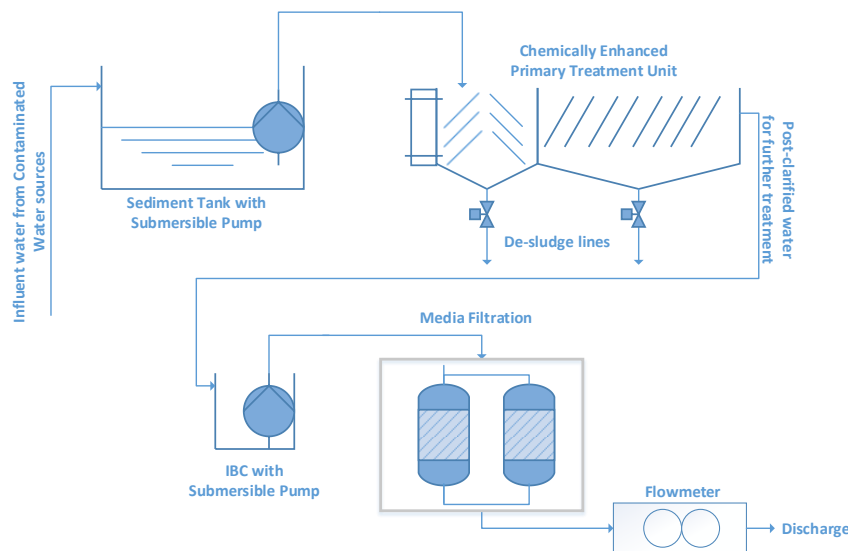 Chemically Enhanced
Primary Treatment Unit
Influent water from Contaminated
Water sources
Sediment Tank with
Submersible Pump
De-sludge lines
Post-clarified water
for further treatment
Media Filtration
IBC with
Submersible Pump
Flowmeter
Discharge